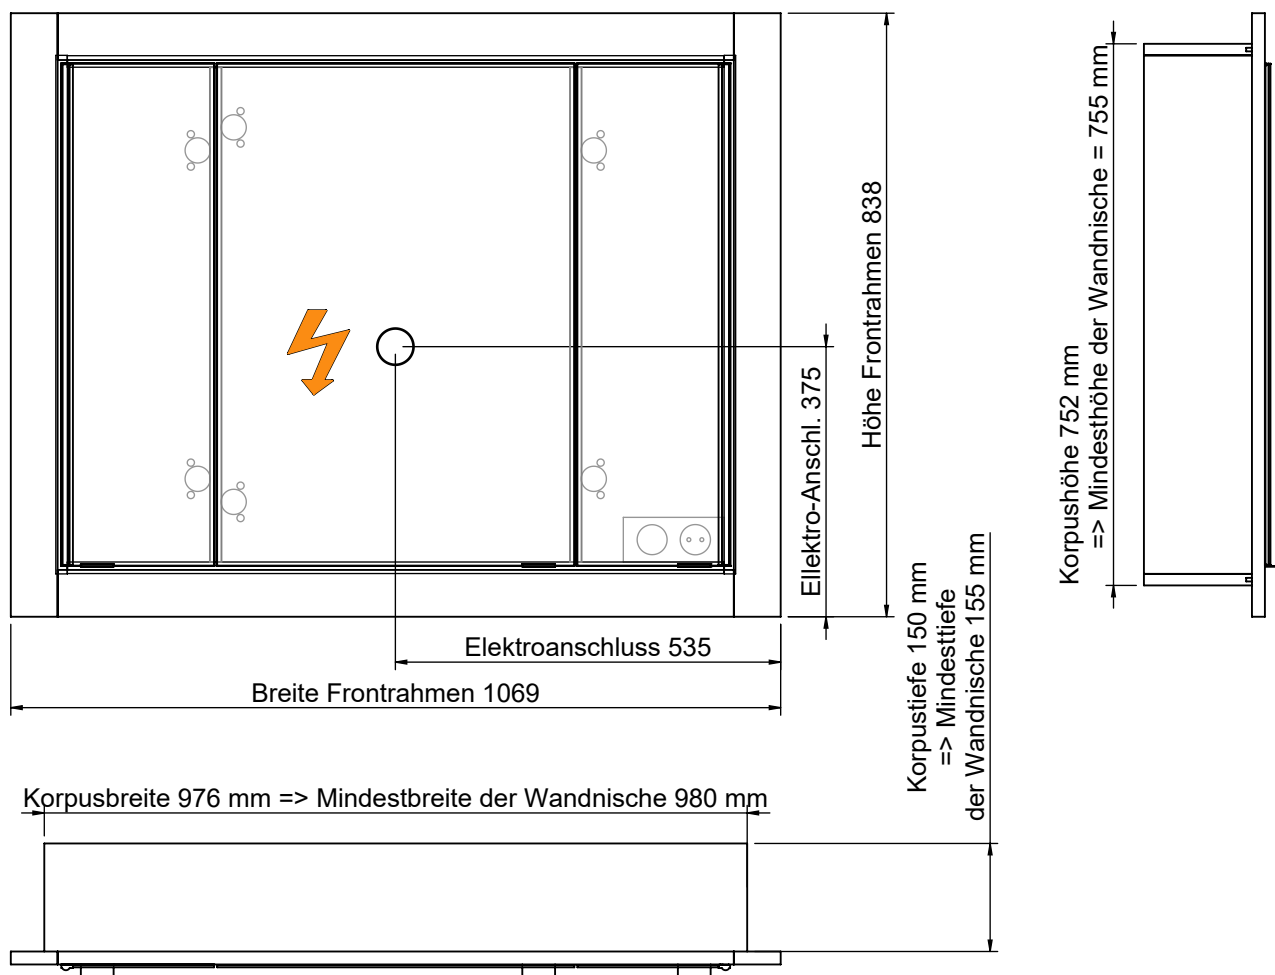 Höhe Frontrahmen 838
Ellektro-Anschl. 375
Korpushöhe 752 mm
=> Mindesthöhe der Wandnische = 755 mm
Elektroanschluss 535
Breite Frontrahmen 1069
Korpustiefe 150 mm
=> Mindesttiefe
der Wandnische 155 mm
Korpusbreite 976 mm => Mindestbreite der Wandnische 980 mm